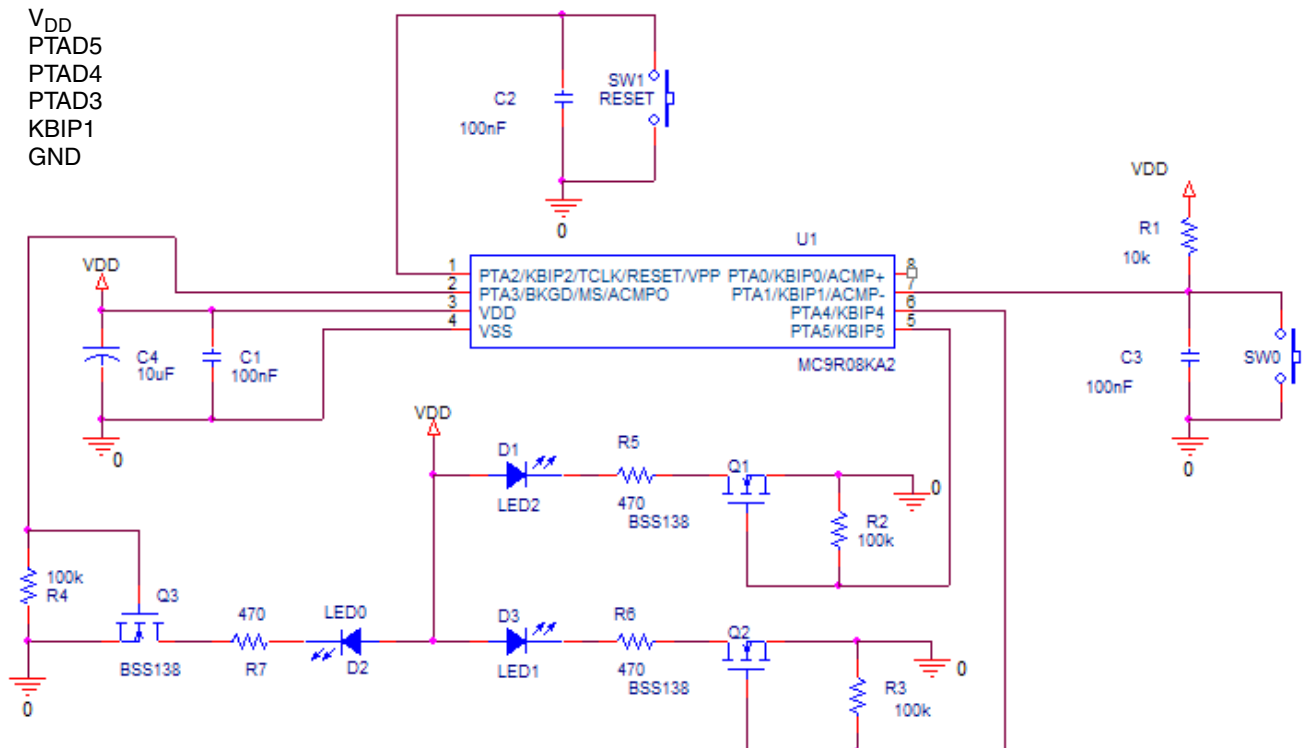 VDD
PTAD5
PTAD4
PTAD3
KBIP1
GND
SW1
RESET
C2
100nF
0
VDD
R1
10k
U1
1 PTA2/KBIP2/TCLK/RESET/VPP PTA0/KBIP0/ACMP+ 8
2 PTA3/BKGD/MS/ACMPO PTA1/KBIP1/ACMP- 7
3 VDD PTA4/KBIP4 6
4 VSS PTA5/KBIP5 5
MC9R08KA2
VDD
C4
10uF
C1
100nF
0
C3
100nF
SW0
0
VDD
D1
LED2
R5
470
BSS138
Q1
0
R2
100k
100k
R4
Q3
BSS138
470
R7
LED0
D2
D3
LED1
R6
470
BSS138
Q2
0
R3
100k
0